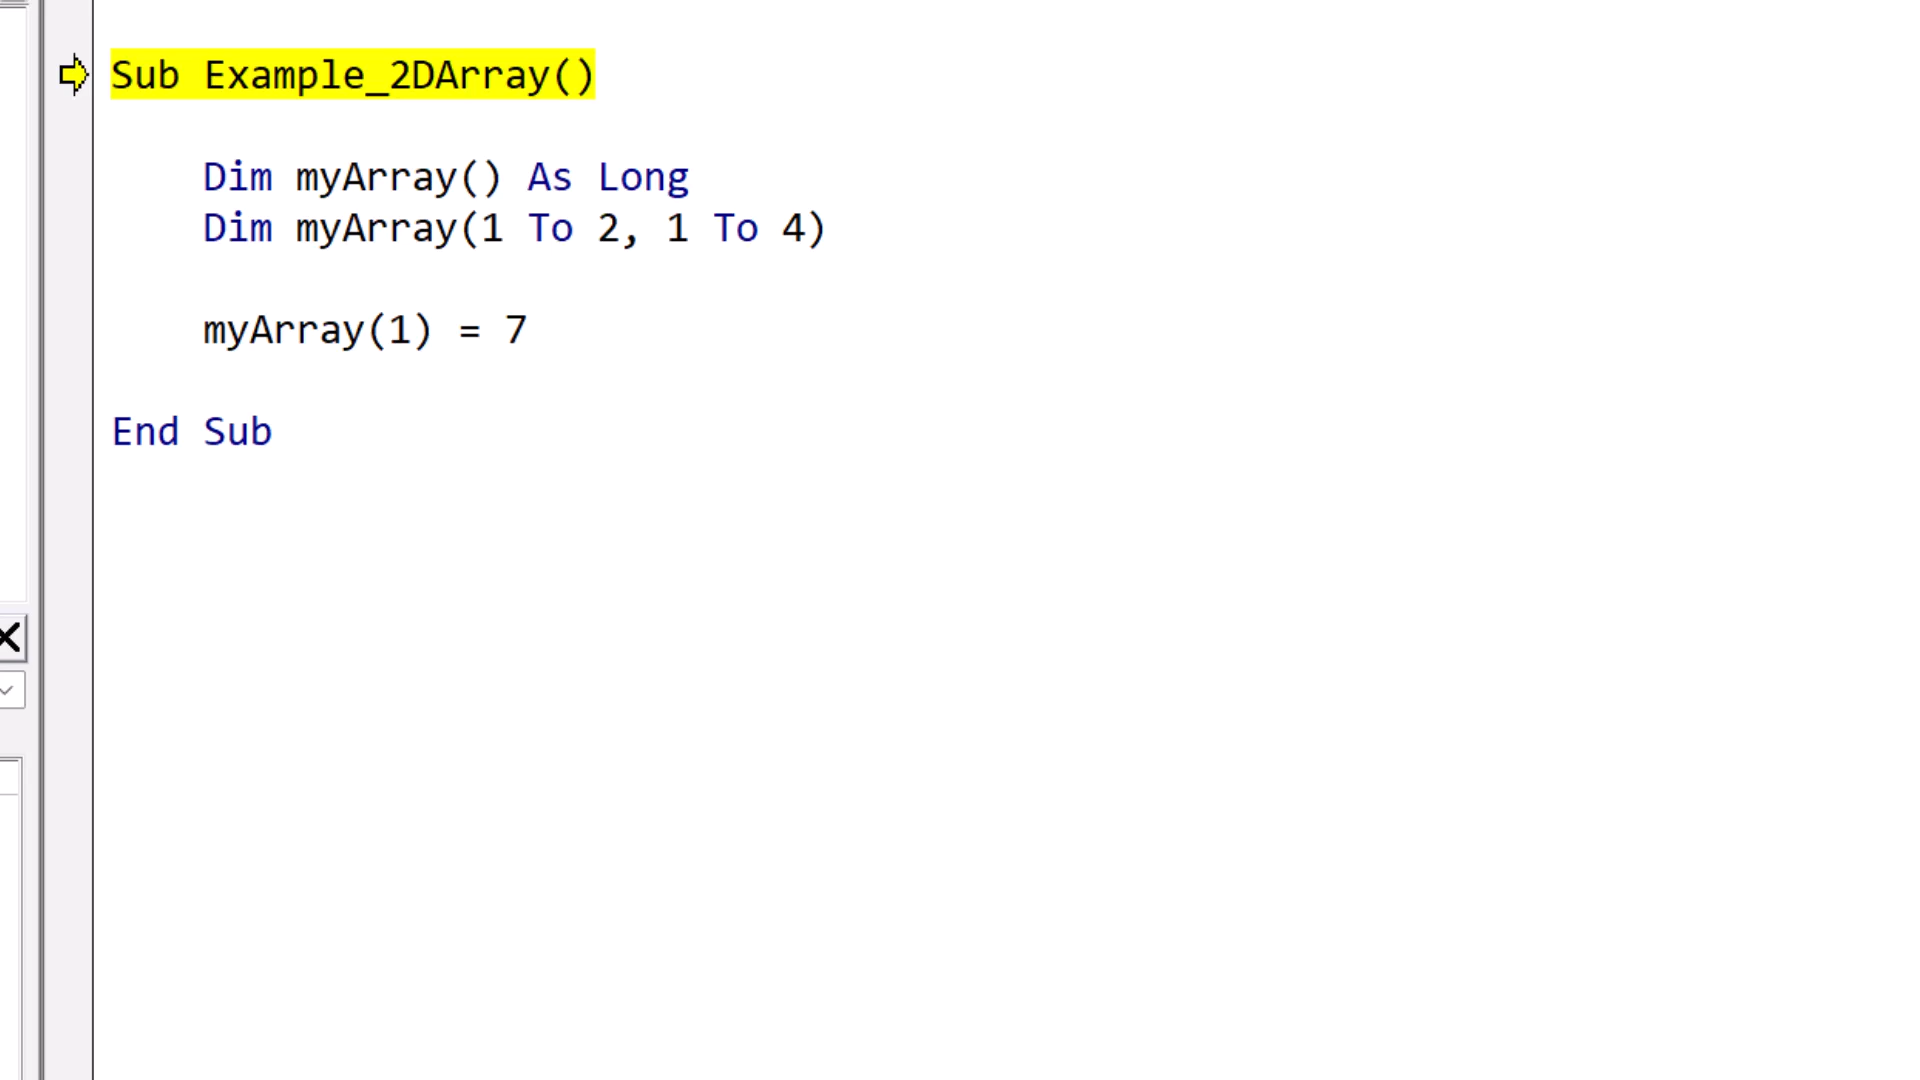 Sub Example_2DArray()
Dim myArray() As Long
Dim myArray(1 To 2, 1 To 4)
myArray(1) = 7
End Sub